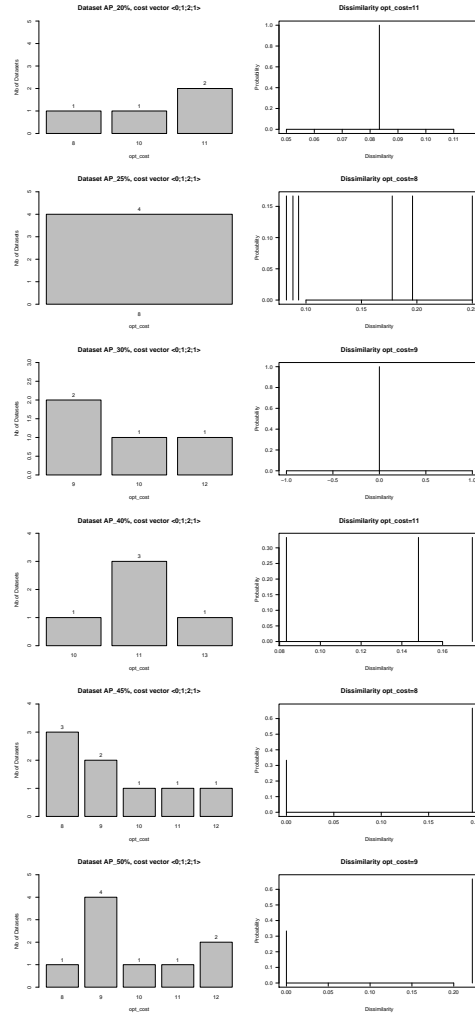 Dataset AP_20%, cost vector <0;1;2;1>
Nb of Datasets
0 1 2 3 4 5
1 1 2
8 10 11
opt_cost
Dissimilarity opt_cost=11
Probability
0.0 0.2 0.4 0.6 0.8 1.0
0.05 0.06 0.07 0.08 0.09 0.10 0.11
Dissimilarity
Dataset AP_25%, cost vector <0;1;2;1>
Nb of Datasets
0 1 2 3 4 5
4
8
opt_cost
Dissimilarity opt_cost=8
Probability
0.00 0.05 0.10 0.15
0.10 0.15 0.20 0.25
Dissimilarity
Dataset AP_30%, cost vector <0;1;2;1>
Nb of Datasets
0.0 0.5 1.0 1.5 2.0 2.5 3.0
2 1 1
9 10 12
opt_cost
Dissimilarity opt_cost=9
Probability
0.0 0.2 0.4 0.6 0.8 1.0
−1.0 −0.5 0.0 0.5 1.0
Dissimilarity
Dataset AP_40%, cost vector <0;1;2;1>
Nb of Datasets
0 1 2 3 4
1 3 1
10 11 13
opt_cost
Dissimilarity opt_cost=11
Probability
0.00 0.05 0.10 0.15 0.20 0.25 0.30
0.08 0.10 0.12 0.14 0.16
Dissimilarity
Dataset AP_45%, cost vector <0;1;2;1>
Nb of Datasets
0 1 2 3 4
3 2 1 1 1
8 9 10 11 12
opt_cost
Dissimilarity opt_cost=8
Probability
0.0 0.1 0.2 0.3 0.4 0.5 0.6
0.00 0.05 0.10 0.15 0.20
Dissimilarity
Dataset AP_50%, cost vector <0;1;2;1>
Nb of Datasets
0 1 2 3 4 5
1 4 1 1 2
8 9 10 11 12
opt_cost
Dissimilarity opt_cost=9
Probability
0.0 0.1 0.2 0.3 0.4 0.5 0.6
0.00 0.05 0.10 0.15 0.20
Dissimilarity